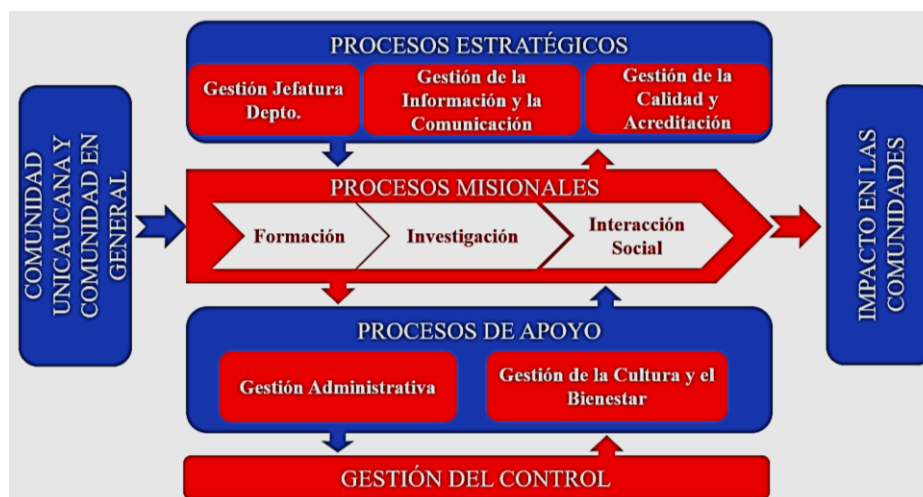 PROCESOS ESTRATÉGICOS
Gestión Jefatura
Depto.
Gestión de la
Información y la
Comunicación
Gestión de la
Calidad y
Acreditación
COMUNIDAD
UNICAUCANA Y
COMUNIDAD EN
GENERAL
PROCESOS MISIONALES
Formación
Investigación
Interacción
Social
IMPACTO EN LAS
COMUNIDADES
PROCESOS DE APOYO
Gestión Administrativa
Gestión de la Cultura y el
Bienestar
GESTIÓN DEL CONTROL